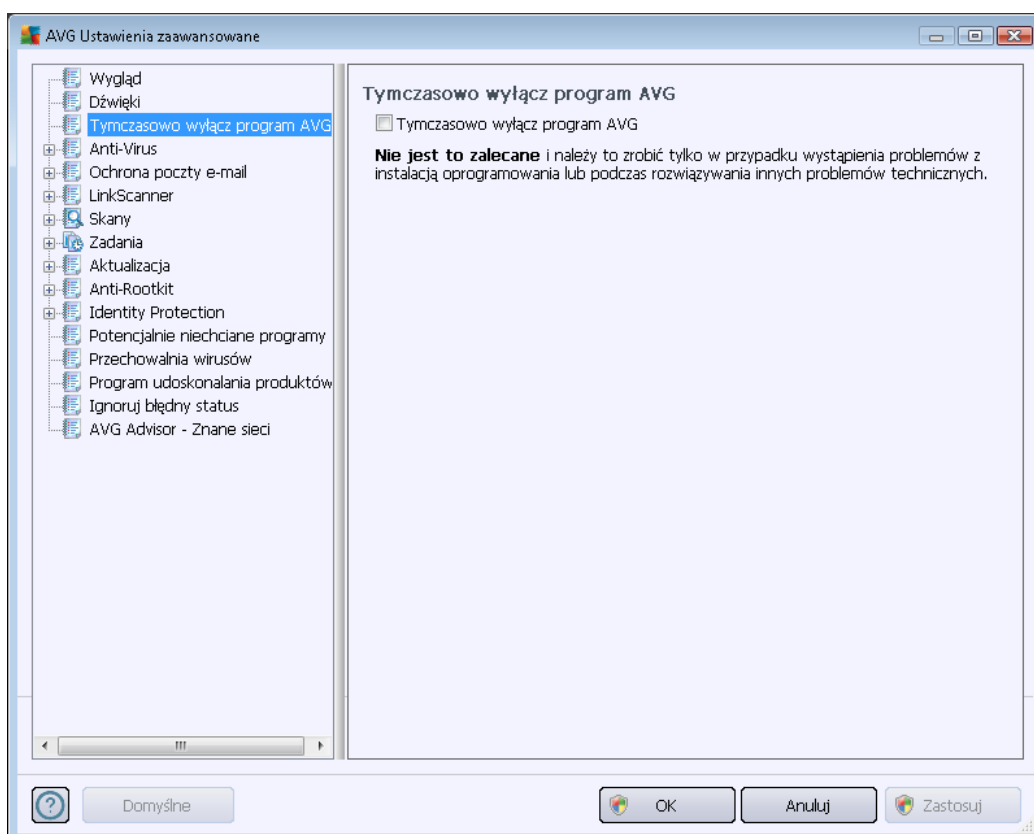 AVG Ustawienia zaawansowane
Wygląd
Dźwięki
Tymczasowo wyłącz program AVG
Anti-Virus
Ochrona poczty e-mail
LinkScanner
Skany
Zadania
Aktualizacja
Anti-Rootkit
Identity Protection
Potencjalnie niechciane programy
Przechowalnia wirusów
Program udoskonalania produktów
Ignoruj błędny status
AVG Advisor - Znane sieci
Tymczasowo wyłącz program AVG
Tymczasowo wyłącz program AVG
Nie jest to zalecane i należy to zrobić tylko w przypadku wystąpienia problemów z
instalacją oprogramowania lub podczas rozwiązywania innych problemów technicznych.
Domyślne
OK
Anuluj
Zastosuj